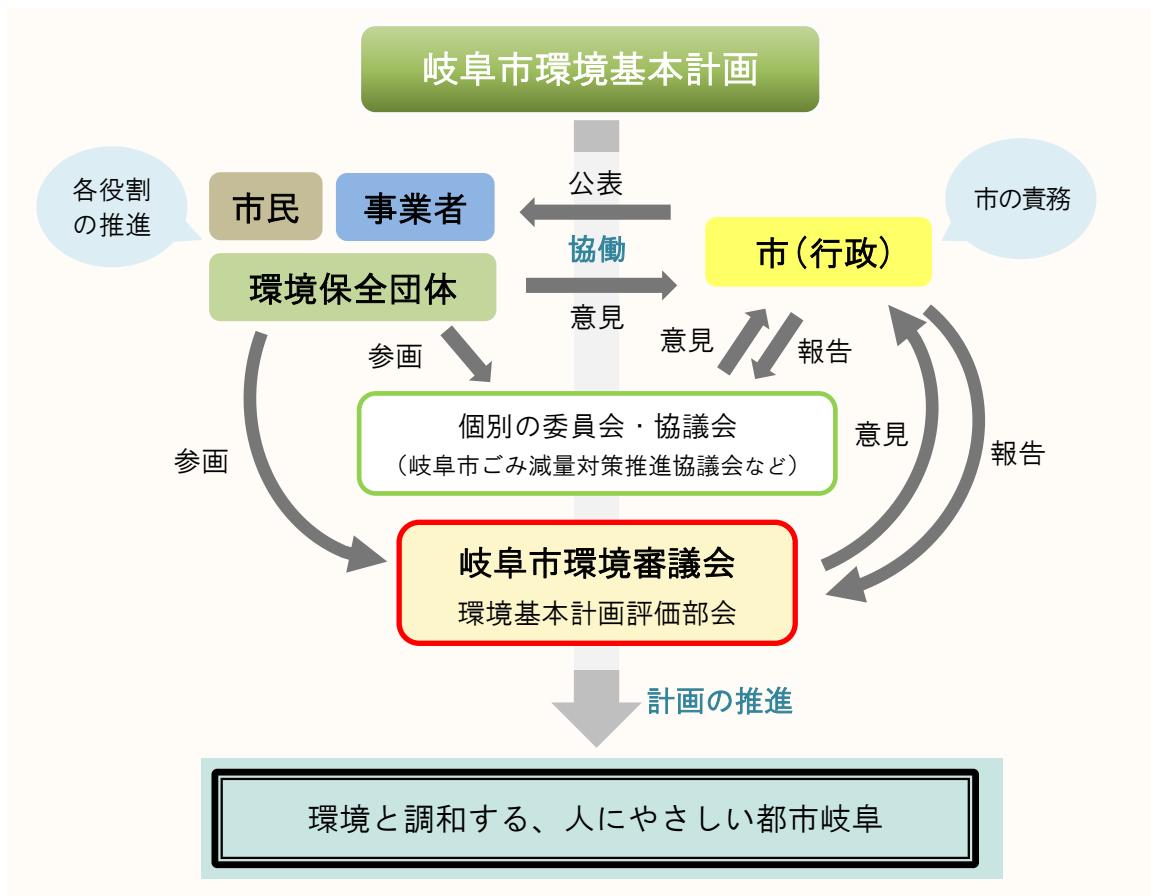 岐阜市環境基本計画
各役割
の推進
市民
事業者
環境保全団体
公表
協働
意見
市（行政）
市の責務
参画
意見
報告
個別の委員会・協議会
（岐阜市ごみ減量対策推進協議会など）
参画
意見
報告
岐阜市環境審議会
環境基本計画評価部会
計画の推進
環境と調和する、人にやさしい都市岐阜